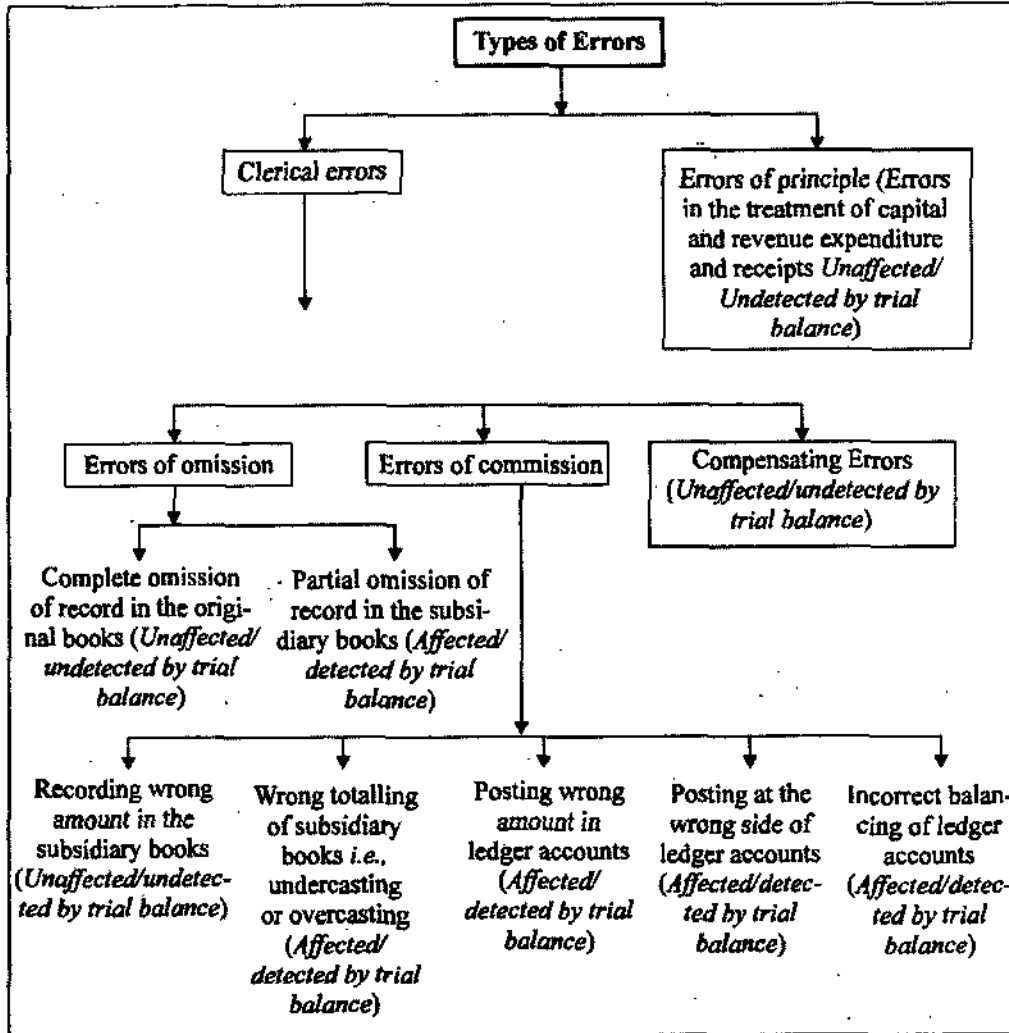 Types of Errors
Clerical errors
Errors of principle (Errors
in the treatment of capital
and revenue expenditure
and receipts Unaffected/
Undetected by trial
balance)
Errors of omission
Errors of commission
Compensating Errors
(Unaffected/undetected by
trial balance)
Complete omission
of record in the origi-
nal books (Unaffected/
undetected by trial
balance)
Partial omission of
record in the subsi-
diary books (Affected/
detected by trial
balance)
Recording wrong
amount in the
subsidiary books
(Unaffected/undetec-
ted by trial balance)
Wrong totalling
of subsidiary
books i.e.,
undercasting
or overcasting
(Affected/
detected by trial
balance)
Posting wrong
amount in
ledger accounts
(Affected/
detected by trial
balance)
Posting at the
wrong side of
ledger accounts
(Affected/detec-
ted by trial
balance)
Incorrect balan-
cing of ledger
accounts
(Affected/detec-
ted by trial
balance)